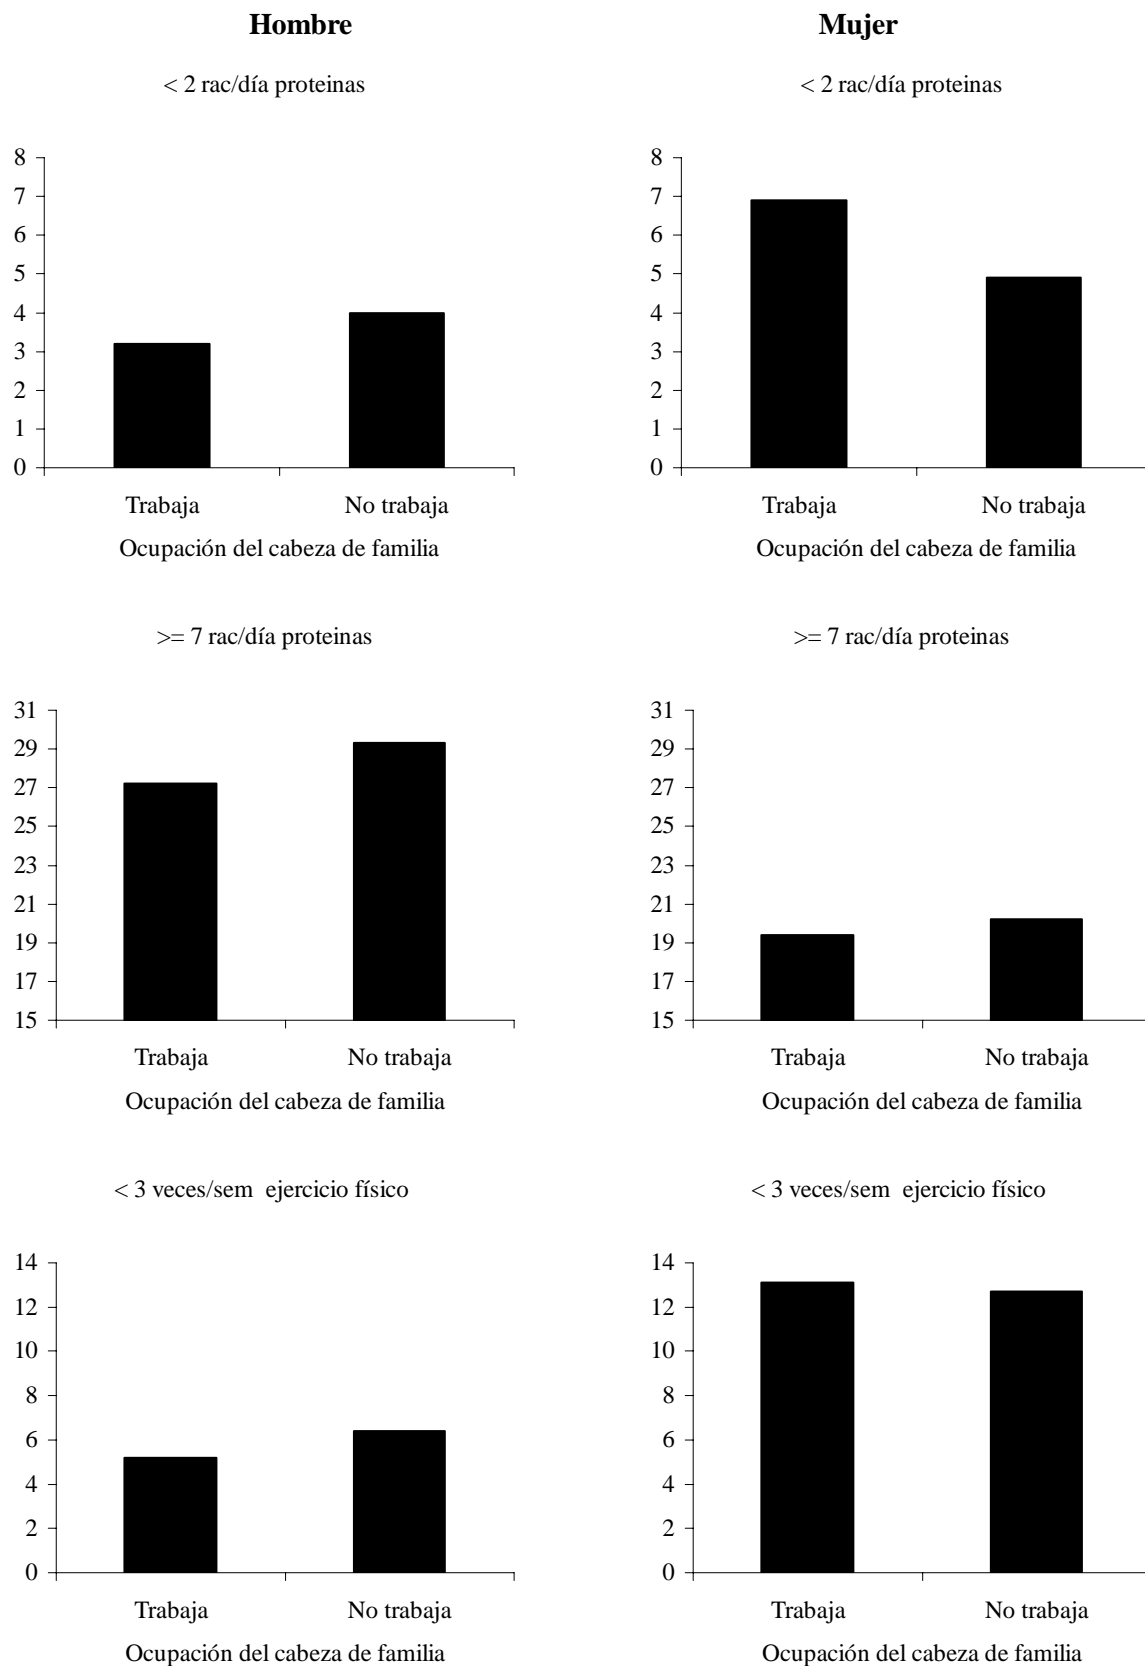 Hombre
Mujer
< 2 rac/día proteinas
< 2 rac/día proteinas
8
7
6
5
4
3
2
1
0
Trabaja
No trabaja
Ocupación del cabeza de familia
8
7
6
5
4
3
2
1
0
Trabaja
No trabaja
Ocupación del cabeza de familia
>= 7 rac/día proteinas
>= 7 rac/día proteinas
31
29
27
25
23
21
19
17
15
Trabaja
No trabaja
Ocupación del cabeza de familia
31
29
27
25
23
21
19
17
15
Trabaja
No trabaja
Ocupación del cabeza de familia
< 3 veces/sem  ejercicio físico
< 3 veces/sem  ejercicio físico
14
12
10
8
6
4
2
0
Trabaja
No trabaja
Ocupación del cabeza de familia
14
12
10
8
6
4
2
0
Trabaja
No trabaja
Ocupación del cabeza de familia